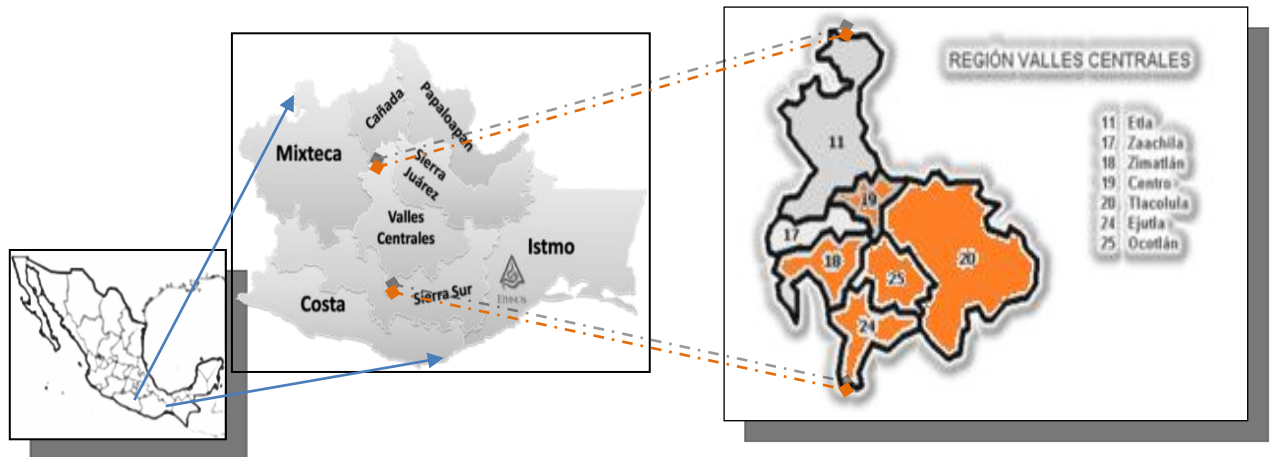 Cañada
Papaloapan
Mixteca
Sierra
Juárez
Valles
Centrales
Istmo
ETHNOS
Costa
Sierra Sur
REGIÓN VALLES CENTRALES
11 Etla
17 Zaachila
18 Zimatlán
19 Centro
20 Tlacolula
24 Ejutla
25 Ocotlán
11
19
17
18
20
25
24